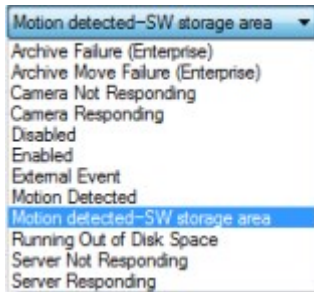 Motion detected-SW storage area
Archive Failure (Enterprise)
Archive Move Failure (Enterprise)
Camera Not Responding
Camera Responding
Disabled
Enabled
External Event
Motion Detected
Motion detected-SW storage area
Running Out of Disk Space
Server Not Responding
Server Responding